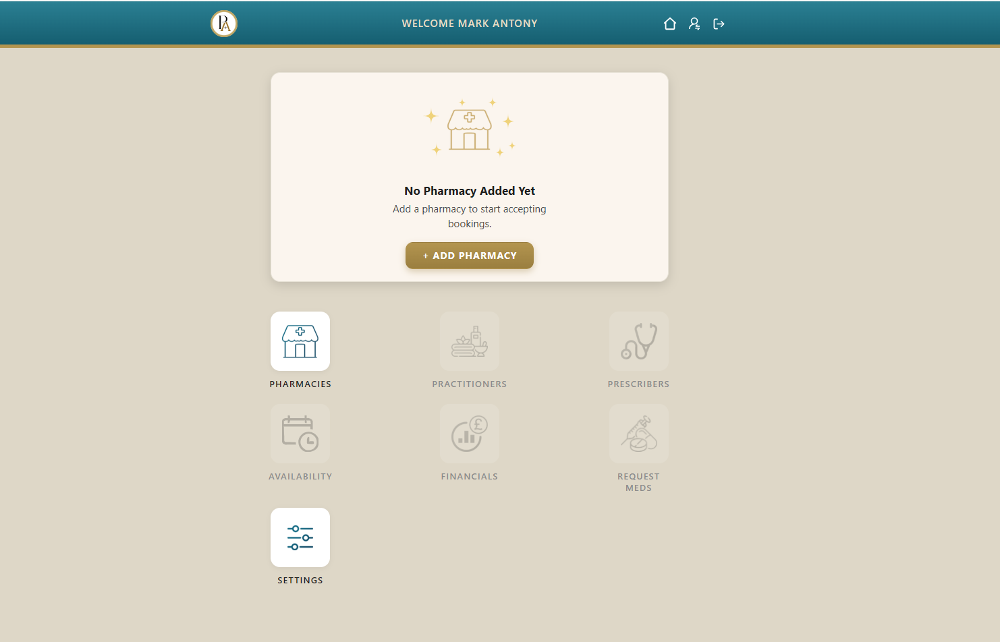 PA
WELCOME MARK ANTONY
No Pharmacy Added Yet
Add a pharmacy to start accepting
bookings.
+ ADD PHARMACY
PHARMACIES
PRACTITIONERS
PRESCRIBERS
£
AVAILABILITY
FINANCIALS
REQUEST
MEDS
SETTINGS